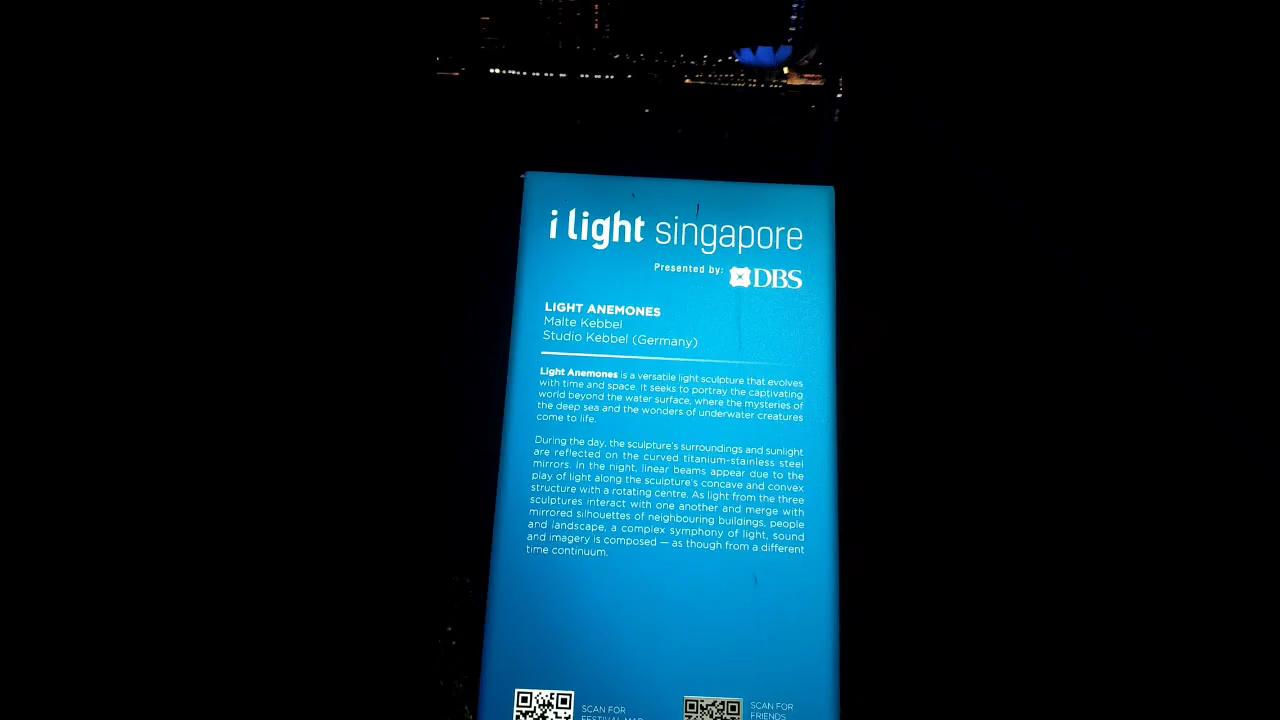 i light singapore
Presented by: DBS
LIGHT ANEMONES
Malte Kebbel
Studio Kebbel (Germany)
Light Anemones is a versatile light sculpture that evolves
with time and space. It seeks to portray the captivating
world beyond the water surface, where the mysteries of
the deep sea and the wonders of underwater creatures
come to life.
During the day, the sculpture's surroundings and sunlight
are reflected on the curved titanium-stainless steel
mirrors. In the night, linear beams appear due to the
play of light along the sculpture's concave and convex
structure with a rotating centre. As light from the three
sculptures interact with one another and merge with
mirrored silhouettes of neighbouring buildings, people
and landscape, a complex symphony of light, sound
and imagery is composed — as though from a different
time continuum.
SCAN FOR
FESTIVAL MAP
SCAN FOR
FRIENDS